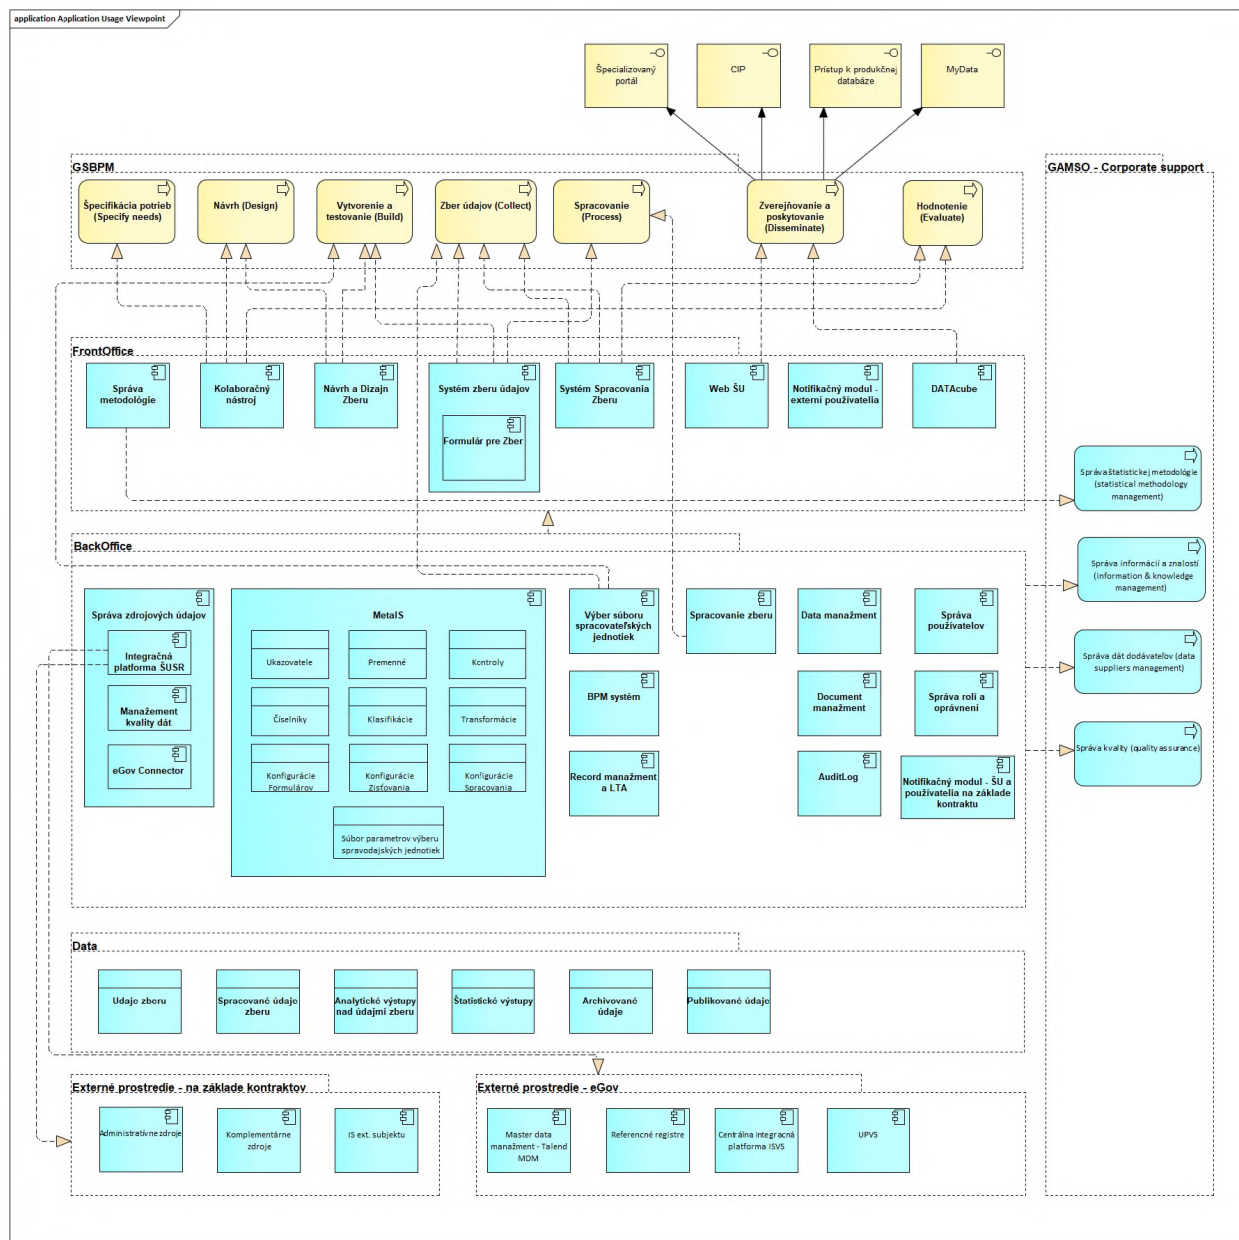 application Application Usage Viewpoint
Špecializovaný
portál
CIP
Prístup k produkčnej
databáze
MyData
GSBPM
GAMSO - Corporate support
Špecifikácia potrieb
(Specify needs)
Návrh (Design)
Vytvorenie a
testovanie (Build)
Zber údajov (Collect)
Spracovanie
(Process)
Zverejňovanie a
poskytovanie
(Disseminate)
Hodnotenie
(Evaluate)
FrontOffice
Správa
metodológie
Kolaboračný
nástroj
Návrh a Dizajn
Zberu
Systém zberu údajov
Formulár pre Zber
Systém Spracovania
Zberu
Web ŠU
Notifikačný modul -
externí používatelia
DATAcube
Správa štatistickej metodológie
(statistical methodology
management)
Správa informácií a znalostí
(information & knowledge
management)
Správa dát dodávateľov (data
suppliers management)
Správa kvality (quality assurance)
BackOffice
Správa zdrojových údajov
Integračná
platforma ŠUSR
Manažement
kvality dát
eGov Connector
MetaIS
Ukazovatele
Premenné
Kontroly
Číselníky
Klasifikácie
Transformácie
Konfigurácie
Formulárov
Konfigurácie
Zisťovania
Konfigurácie
Spracovania
Súbor parametrov výberu
spravodajských jednotiek
Výber súboru
spracovateľských
jednotiek
Spracovanie zberu
Data manažment
Správa
používateľov
BPM systém
Document
manažment
Správa rolí a
oprávnení
Record manažment
a LTA
AuditLog
Notifikačný modul - ŠU a
používatelia na základe
kontraktu
Data
Údaje zberu
Spracované údaje
zberu
Analytické výstupy
nad údajmi zberu
Štatistické výstupy
Archivované
údaje
Publikované údaje
Externé prostredie - na základe kontraktov
Administratívne zdroje
Komplementárne
zdroje
IS ext. subjektu
Externé prostredie - eGov
Master data
manažment - Talend
MDM
Referencné registre
Centrálna integracná
platforma ISVS
UPVS